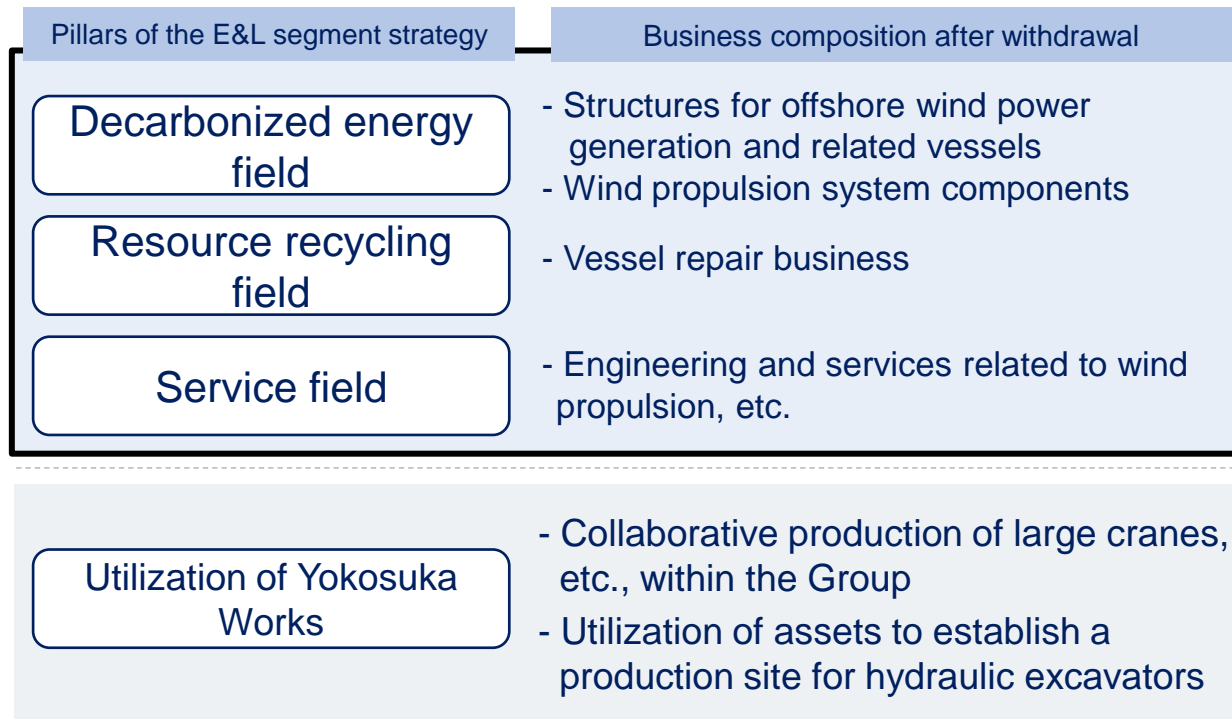 Pillars of the E&L segment strategy
Business composition after withdrawal
Decarbonized energy
field
- Structures for offshore wind power
generation and related vessels
- Wind propulsion system components
Resource recycling
field
- Vessel repair business
Service field
- Engineering and services related to wind
propulsion, etc.
Utilization of Yokosuka
Works
- Collaborative production of large cranes,
etc., within the Group
- Utilization of assets to establish a
production site for hydraulic excavators